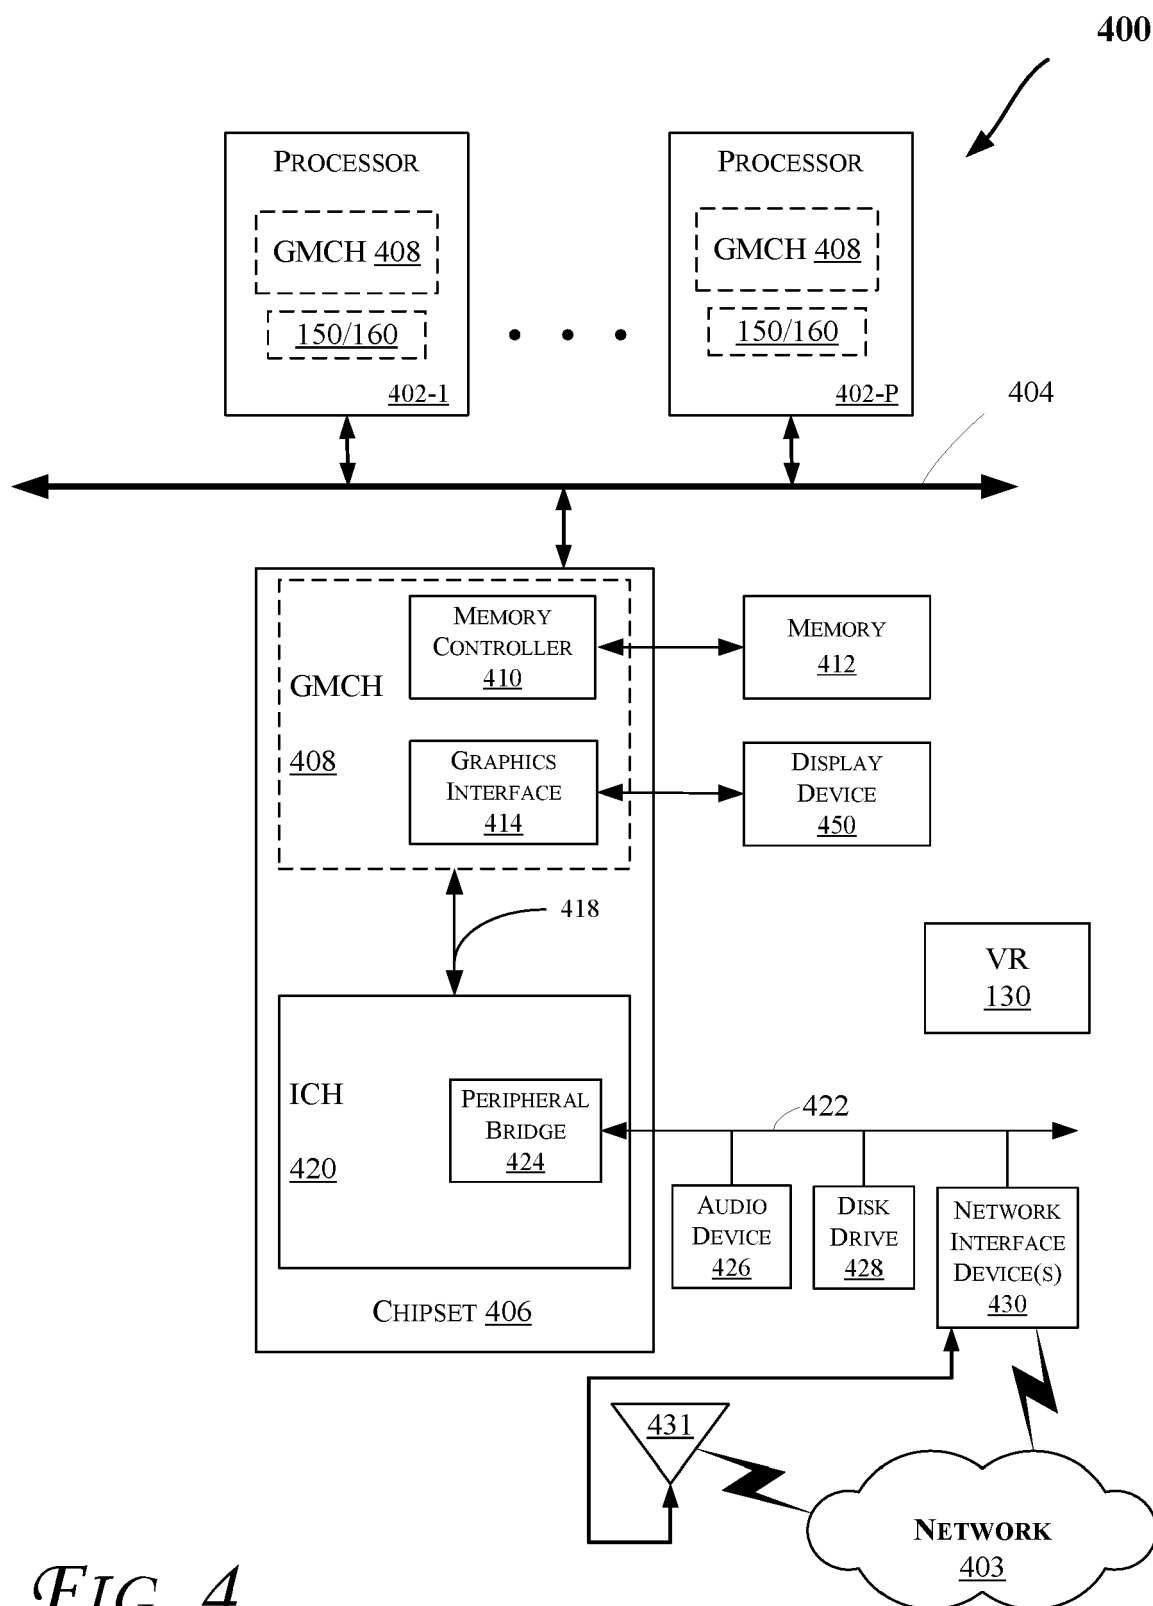 400
PROCESSOR
GMCH 408
150/160
402-1
PROCESSOR
GMCH 408
150/160
402-P
404
MEMORY
CONTROLLER
410
MEMORY
412
GMCH
408
GRAPHICS
INTERFACE
414
DISPLAY
DEVICE
450
418
VR
130
ICH
420
PERIPHERAL
BRIDGE
424
422
AUDIO
DEVICE
426
DISK
DRIVE
428
NETWORK
INTERFACE
DEVICE(S)
430
CHIPSET 406
431
NETWORK
403
FIG. 4